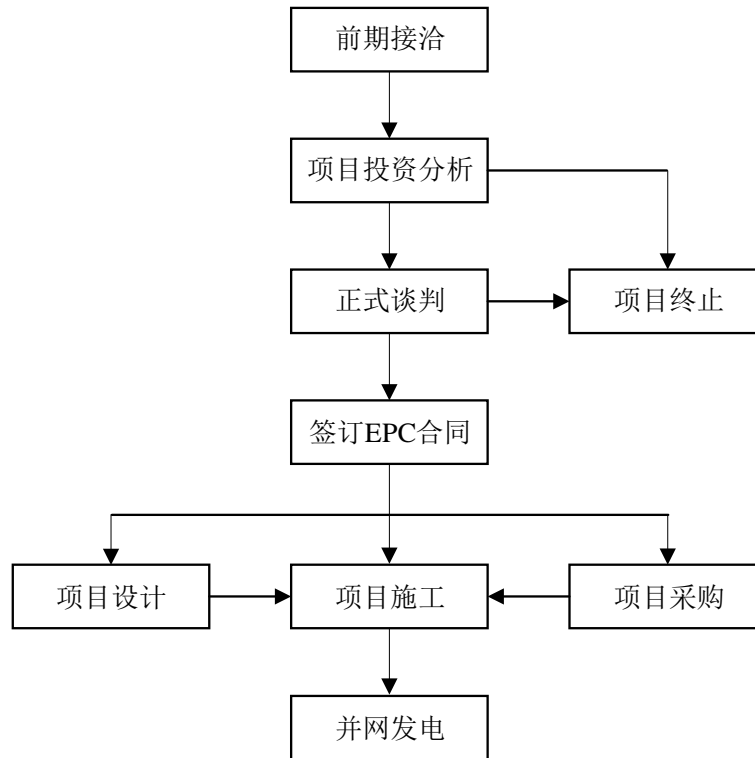 前期接洽
项目投资分析
正式谈判
项目终止
签订EPC合同
项目设计
项目施工
项目采购
并网发电